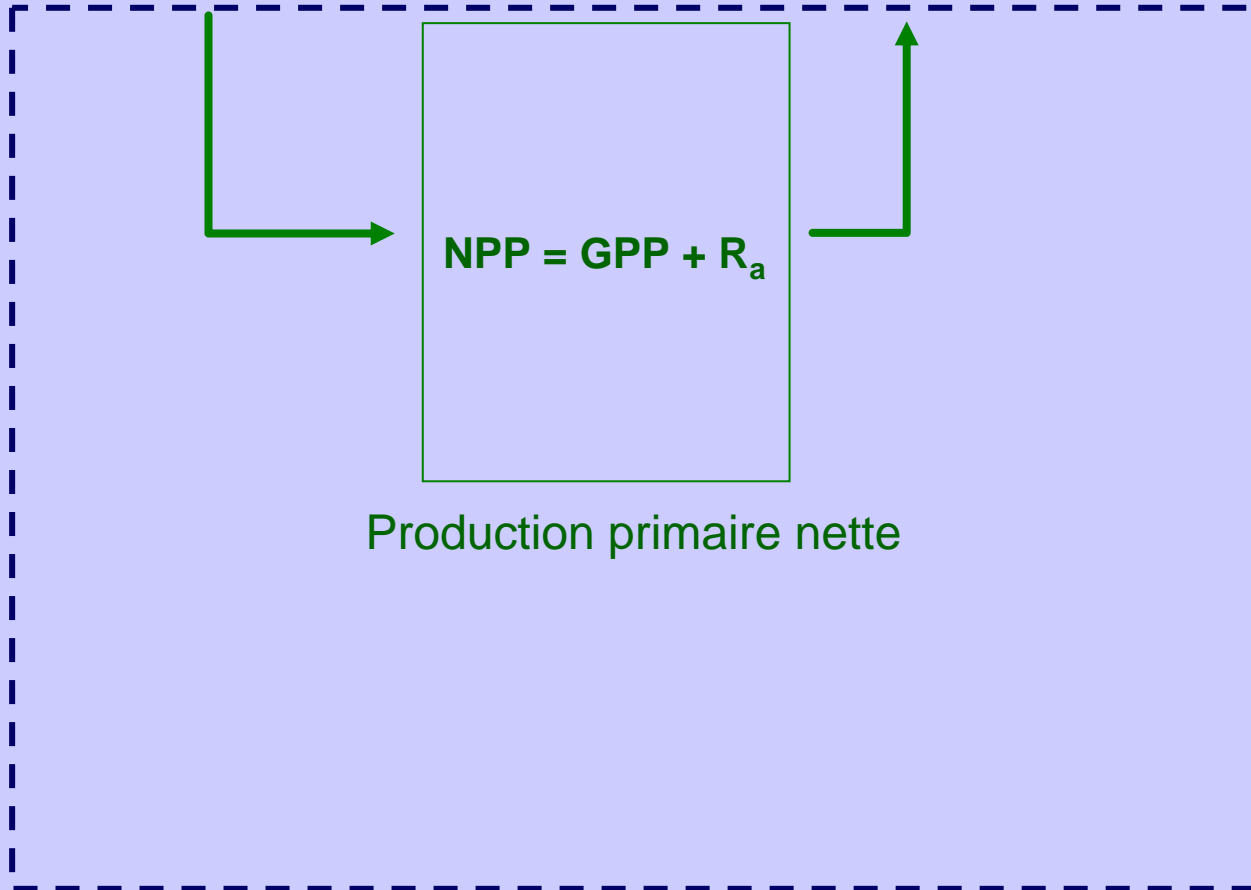 NPP = GPP + Rₐ
Production primaire nette